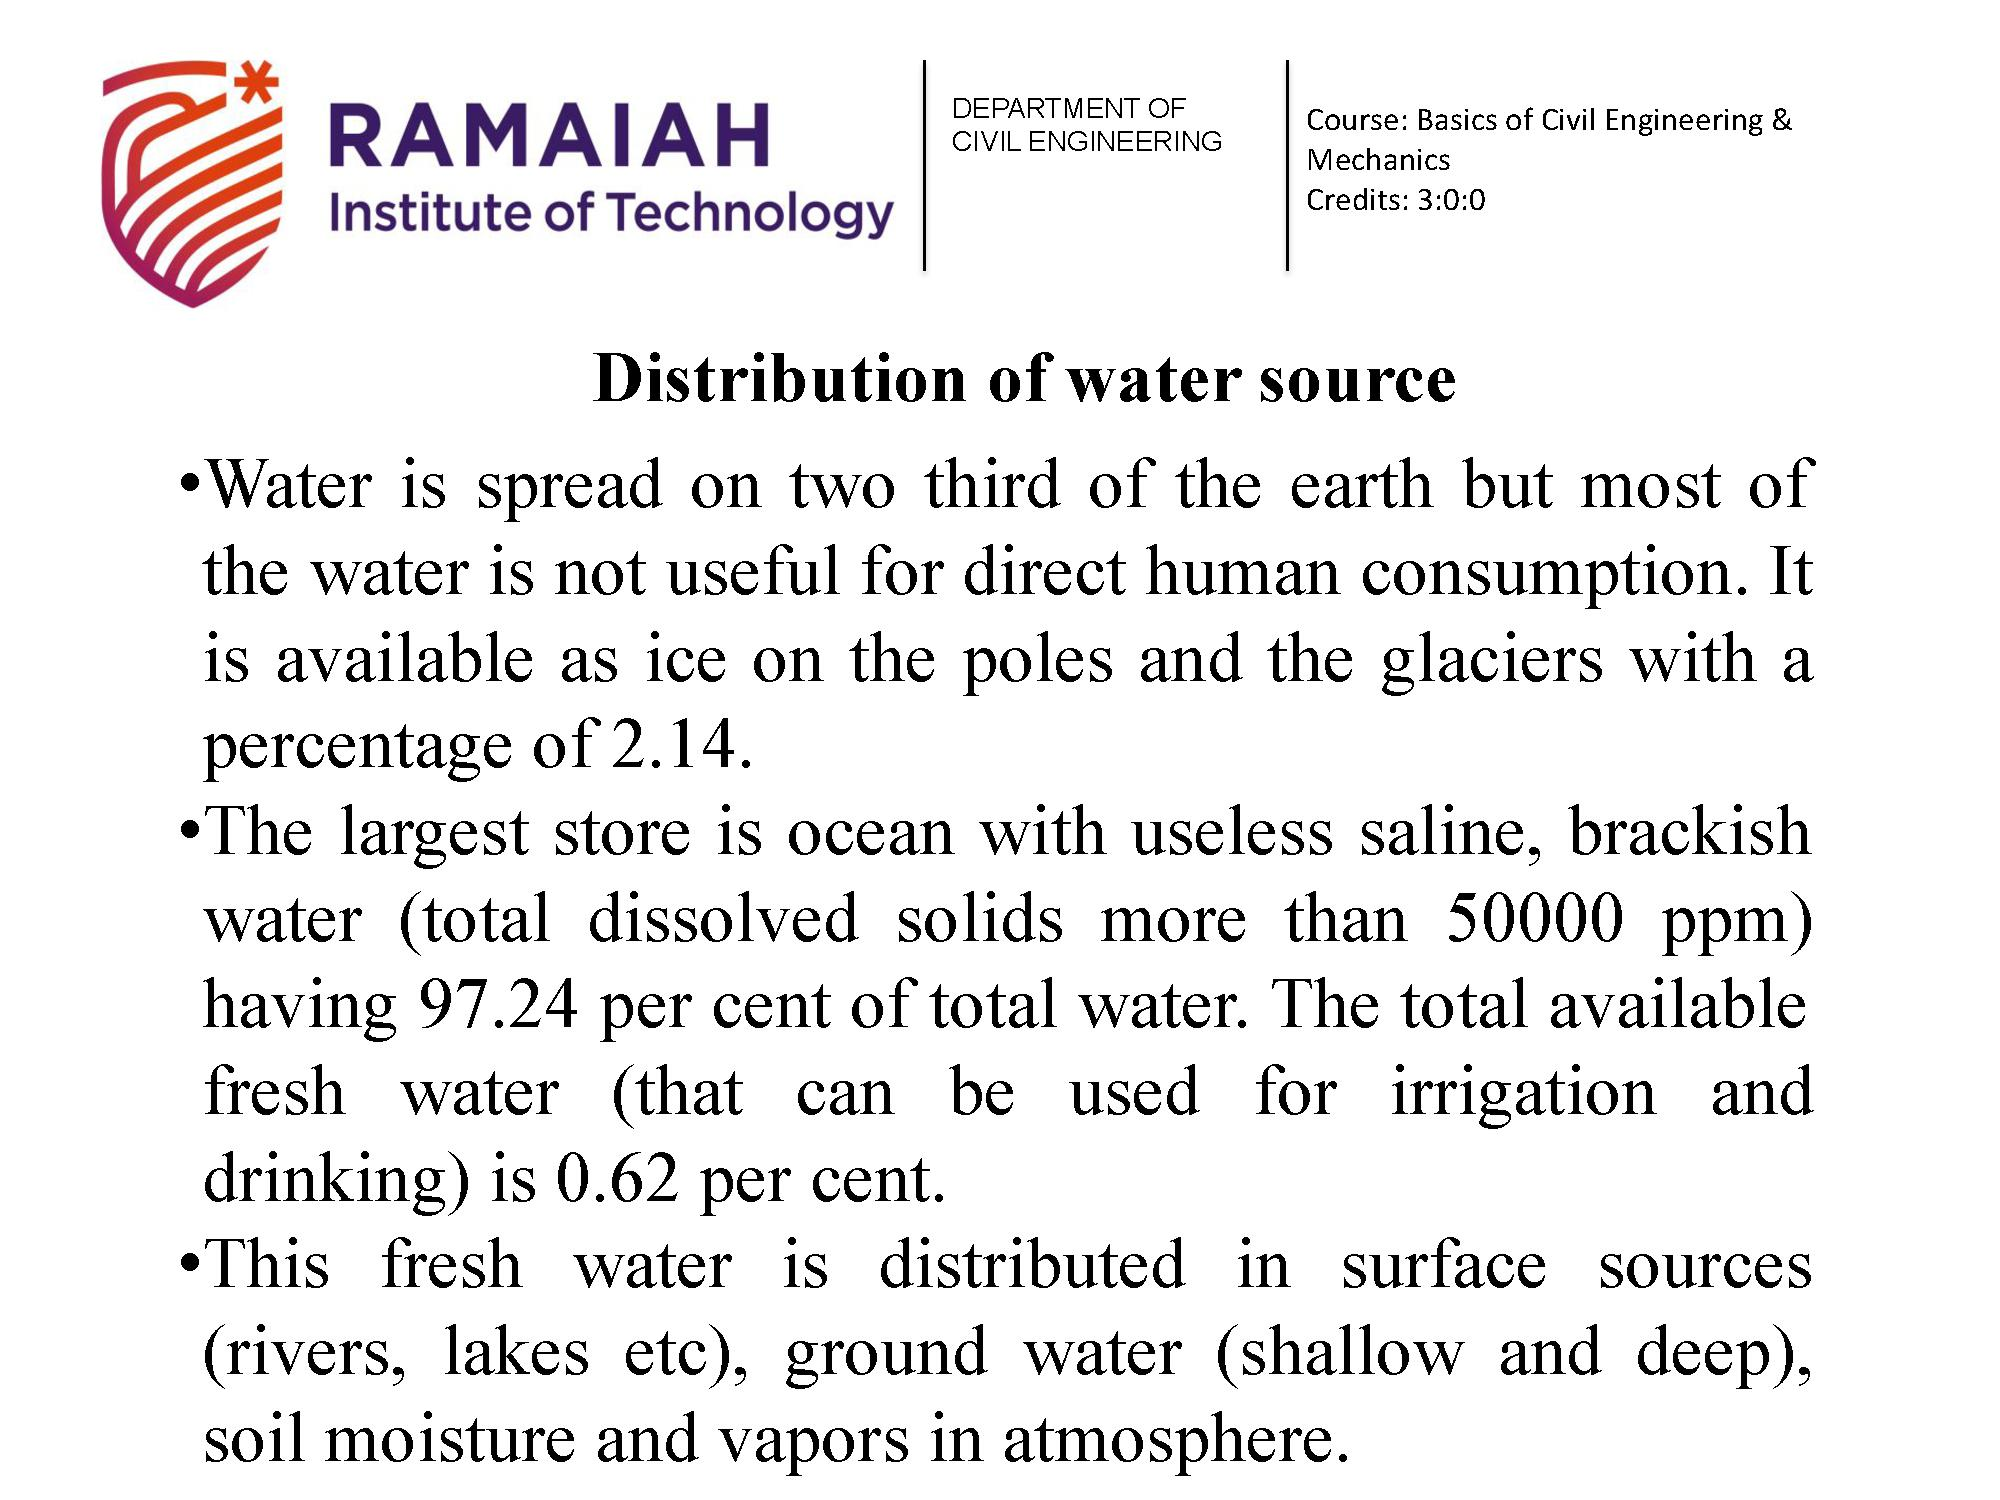 RAMAIAH
Institute of Technology
DEPARTMENT OF
CIVIL ENGINEERING
Course: Basics of Civil Engineering &
Mechanics
Credits: 3:0:0
Distribution of water source
•Water is spread on two third of the earth but most of
the water is not useful for direct human consumption. It
is available as ice on the poles and the glaciers with a
percentage of 2.14.
•The largest store is ocean with useless saline, brackish
water (total dissolved solids more than 50000 ppm)
having 97.24 per cent of total water. The total available
fresh water (that can be used for irrigation and
drinking) is 0.62 per cent.
•This fresh water is distributed in surface sources
(rivers, lakes etc), ground water (shallow and deep),
soil moisture and vapors in atmosphere.